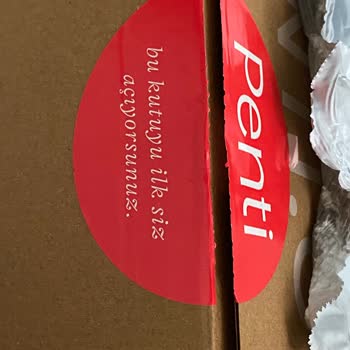 Penti
bu kutuyu ilk siz
açıyorsunuz.